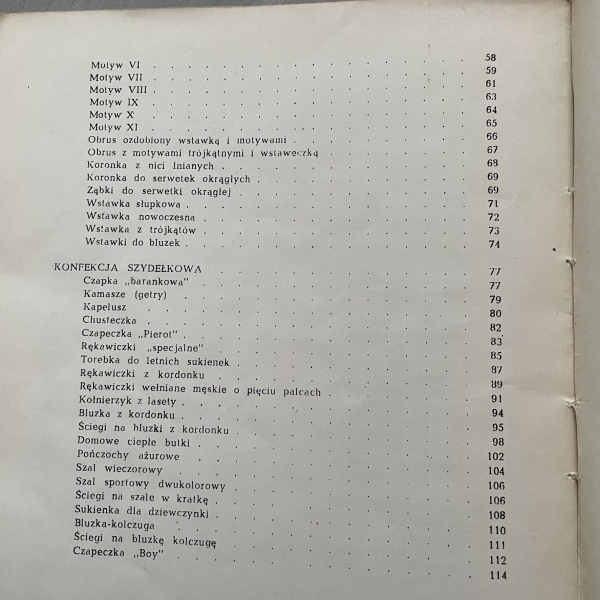 Motyw VI . . . . . 58
Motyw VII . . . . . 59
Motyw VIII . . . . . 61
Motyw IX . . . . . 63
Motyw X . . . . . 64
Motyw XI . . . . . 65
Obrus ozdobiony wstawką i motywami . . . . . 66
Obrus z motywami trójkątnymi i wstaweczką . . . . . 67
Koronka z nici lnianych . . . . . 68
Koronka do serwetek okrągłych . . . . . 69
Ząbki do serwetki okrągłej . . . . . 69
Wstawka słupkowa . . . . . 71
Wstawka nowoczesna . . . . . 72
Wstawka z trójkątów . . . . . 73
Wstawki do bluzek . . . . . 74
KONFEKCJA SZYDEŁKOWA . . . . . 77
Czapka „barankowa" . . . . . 77
Kamasze (getry) . . . . . 79
Kapelusz . . . . . 80
Chusteczka . . . . . 82
Czapeczka „Pierot" . . . . . 83
Rękawiczki „specjalne" . . . . . 85
Torebka do letnich sukienek . . . . . 87
Rękawiczki z kordonku . . . . . 89
Rękawiczki wełniane męskie o pięciu palcach . . . . . 91
Kołnierzyk z lasety . . . . . 94
Bluzka z kordonku . . . . . 95
Ściegi na bluzki z kordonku . . . . . 98
Domowe ciepłe butki . . . . . 102
Pończochy ażurowe . . . . . 104
Szal wieczorowy . . . . . 106
Szal sportowy dwukolorowy . . . . . 106
Ściegi na szale w kratkę . . . . . 108
Sukienka dla dziewczynki . . . . . 110
Bluzka-kolczuga . . . . . 111
Ściegi na bluzkę kolczugę . . . . . 112
Czapeczka „Boy" . . . . . 114